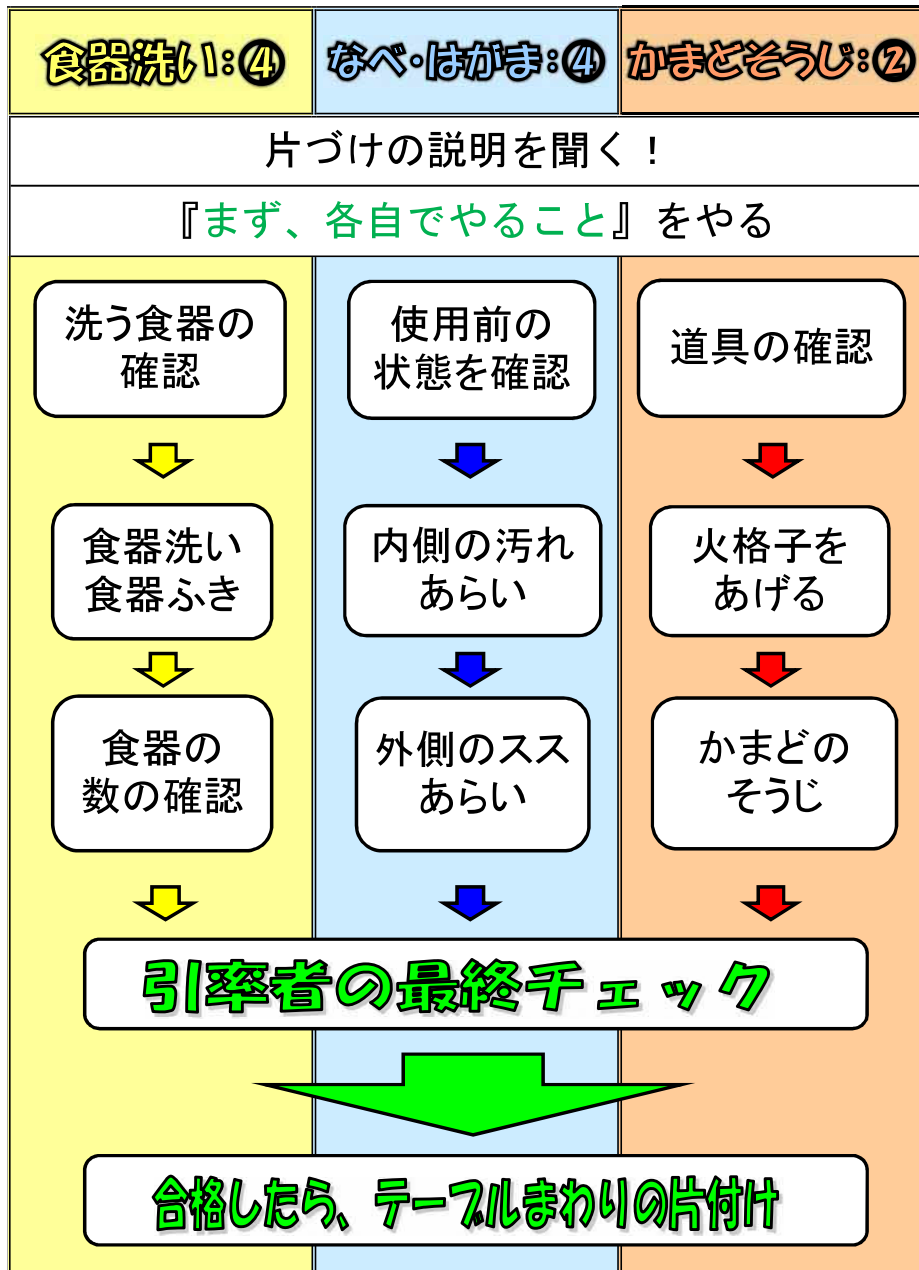 食器洗い：❹
なべ・はがま：❹
かまどそうじ：❷
片づけの説明を聞く！
『まず、各自でやること』をやる
洗う食器の
確認
食器洗い
食器ふき
食器の
数の確認
使用前の
状態を確認
内側の汚れ
あらい
外側のスス
あらい
道具の確認
火格子を
あげる
かまどの
そうじ
引率者の最終チェック
合格したら、テーブルまわりの片付け